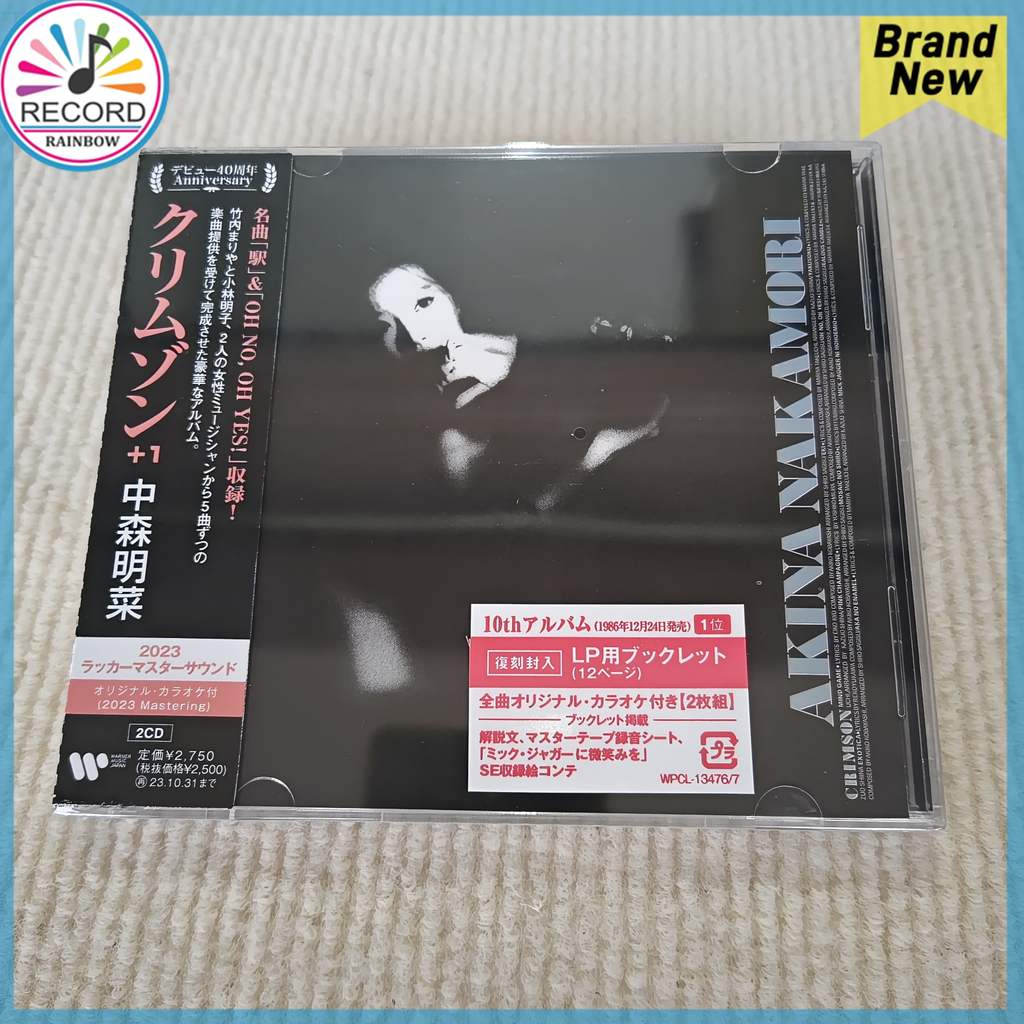 RECORD
RAINBOW
Brand
New
デビュー40周年
Anniversary
クリムゾン+1
中森明菜
名曲「駅」&「OH NO, OH YES!」収録!
竹内まりやと小林明子、2人の女性ミュージシャンから5曲ずつの
楽曲提供を受けて完成させた豪華なアルバム。
2023
ラッカーマスターサウンド
オリジナル・カラオケ付
(2023 Mastering)
2CD
WARNER
MUSIC
JAPAN
定価¥2,750
(税抜価格¥2,500)
再 23.10.31まで
AKINA NAKAMORI
CRIMSON
10thアルバム(1986年12月24日発売) 1位
復刻封入 LP用ブックレット
(12ページ)
全曲オリジナル・カラオケ付き【2枚組】
ブックレット掲載
解説文、マスターテープ録音シート、
「ミック・ジャガーに微笑みを」
SE収録絵コンテ
プラ
WPCL-13476/7